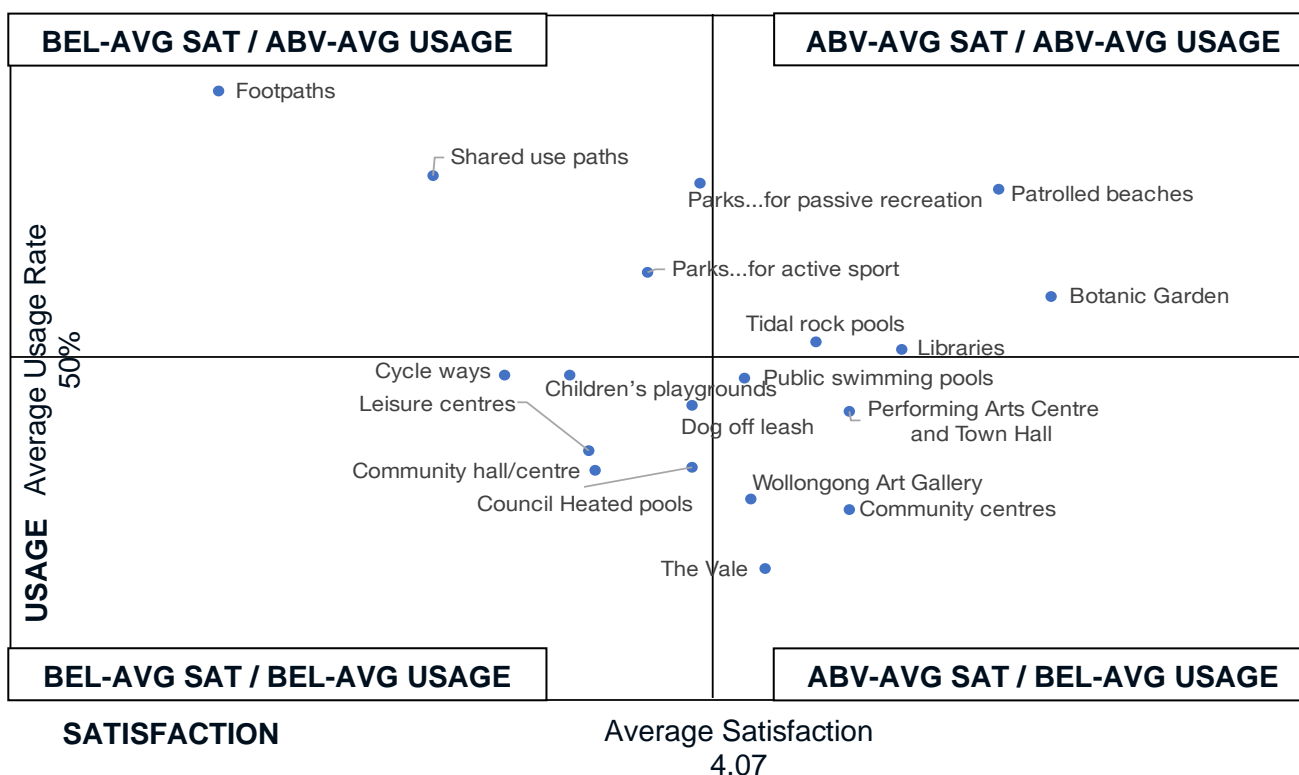 BEL-AVG SAT / ABV-AVG USAGE
ABV-AVG SAT / ABV-AVG USAGE
Footpaths
Shared use paths
Parks...for passive recreation
Patrolled beaches
Parks...for active sport
Botanic Garden
Tidal rock pools
Libraries
Cycle ways
Children’s playgrounds
Public swimming pools
Leisure centres
Dog off leash
Performing Arts Centre
and Town Hall
Community hall/centre
Council Heated pools
Wollongong Art Gallery
Community centres
The Vale
USAGE Average Usage Rate
50%
BEL-AVG SAT / BEL-AVG USAGE
ABV-AVG SAT / BEL-AVG USAGE
SATISFACTION
Average Satisfaction
4.07